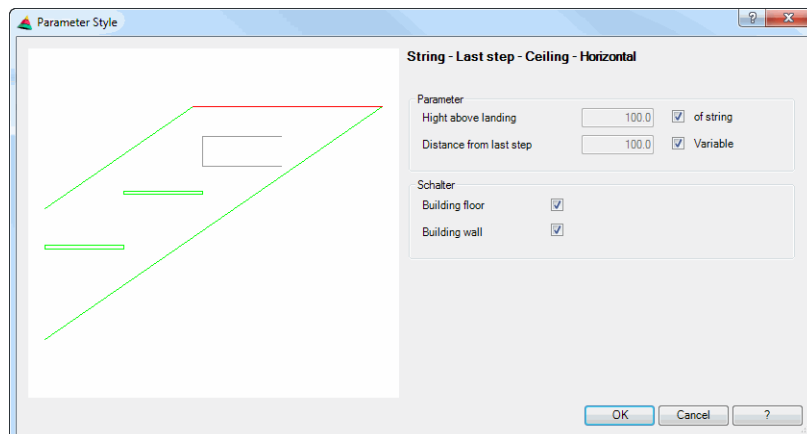 Parameter Style
?
X
String - Last step - Ceiling - Horizontal
Parameter
Hight above landing 100.0 of string
Distance from last step 100.0 Variable
Schalter
Building floor
Building wall
OK Cancel ?